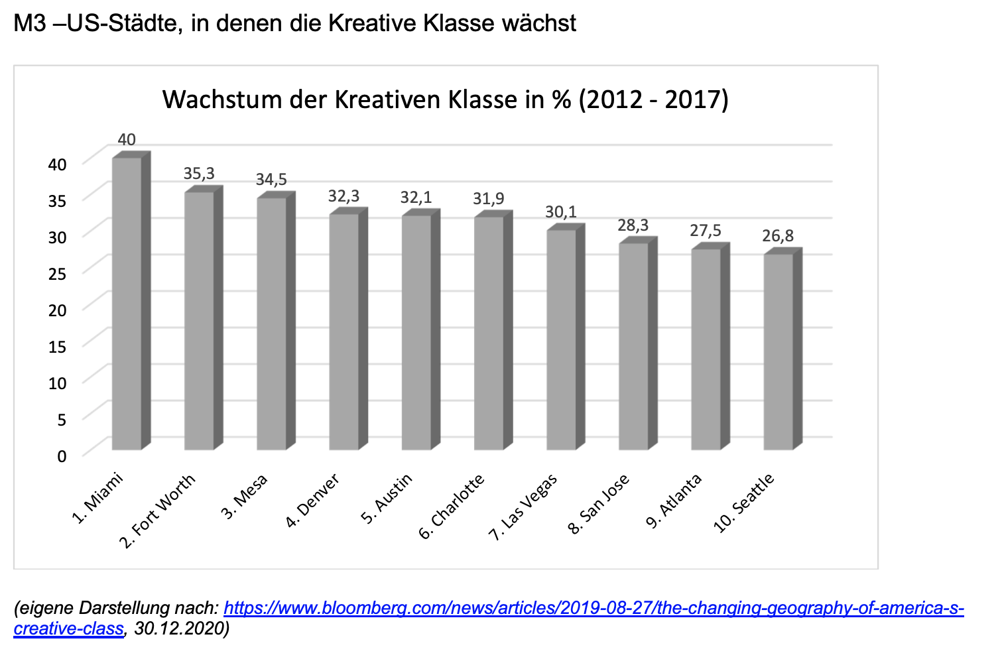 M3 –US-Städte, in denen die Kreative Klasse wächst
Wachstum der Kreativen Klasse in % (2012 - 2017)
40
35,3
34,5
32,3
32,1
31,9
30,1
28,3
27,5
26,8
40
35
30
25
20
15
10
5
0
1. Miami
2. Fort Worth
3. Mesa
4. Denver
5. Austin
6. Charlotte
7. Las Vegas
8. San Jose
9. Atlanta
10. Seattle
(eigene Darstellung nach: https://www.bloomberg.com/news/articles/2019-08-27/the-changing-geography-of-america-s-
creative-class, 30.12.2020)